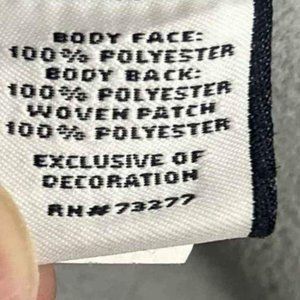 BODY FACE:
100% POLYESTER
BODY BACK:
100% POLYESTER
WOVEN PATCH
100% POLYESTER
EXCLUSIVE OF
DECORATION
RN#73277